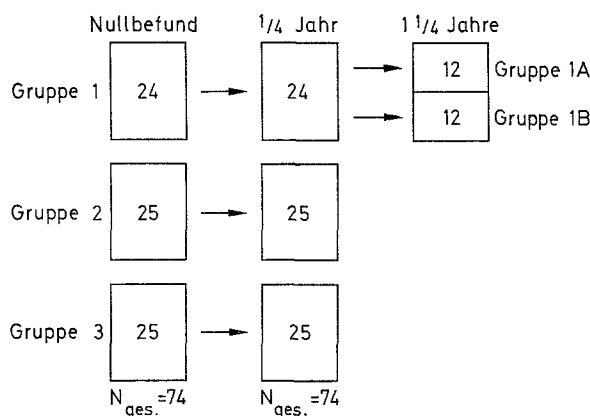 Nullbefund 1/4 Jahr 1 1/4 Jahre
Gruppe 1 24 24 12 Gruppe 1A
12 Gruppe 1B
Gruppe 2 25 25
Gruppe 3 25 25
N ges. =74 N ges. =74